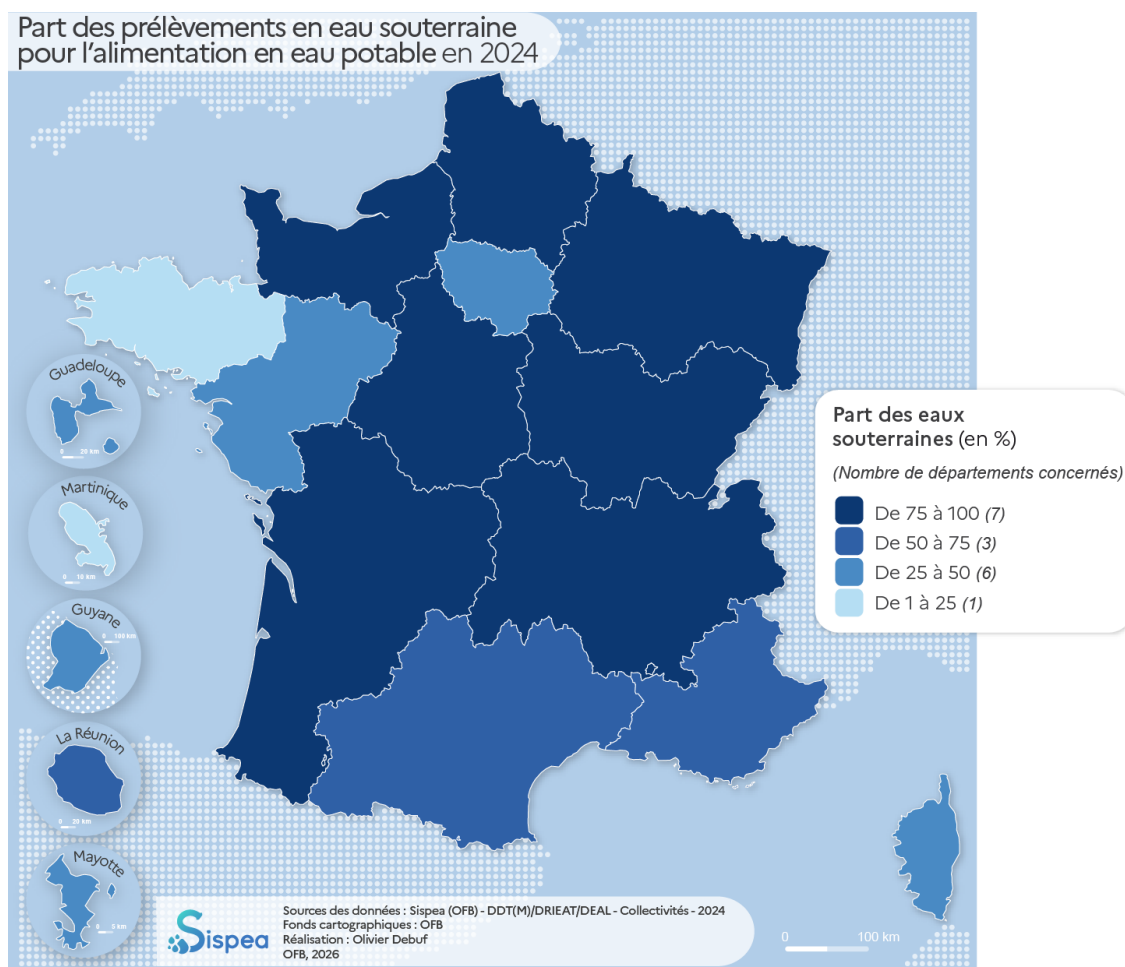 Part des prélèvements en eau souterraine
pour l'alimentation en eau potable en 2024
Guadeloupe
0 20 km
Martinique
0 10 km
Guyane
0 100 km
La Réunion
0 20 km
Mayotte
0 5 km
Part des eaux
souterraines (en %)
(Nombre de départements concernés)
De 75 à 100 (7)
De 50 à 75 (3)
De 25 à 50 (6)
De 1 à 25 (1)
Sispea
Sources des données : Sispea (OFB) - DDT(M)/DRIEAT/DEAL - Collectivités - 2024
Fonds cartographiques : OFB
Réalisation : Olivier Debuf
OFB, 2026
0 100 km